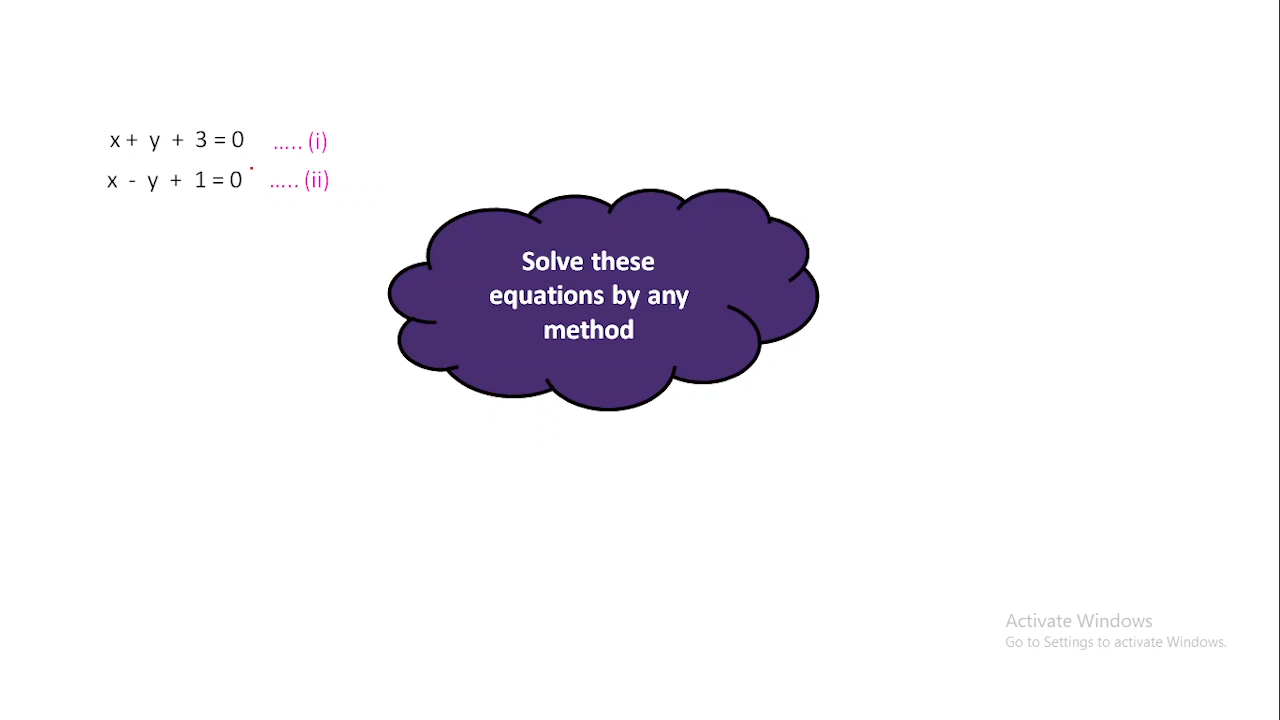 x + y + 3 = 0 ..... (i)
x - y + 1 = 0 ..... (ii)
Solve these
equations by any
method
Activate Windows
Go to Settings to activate Windows.